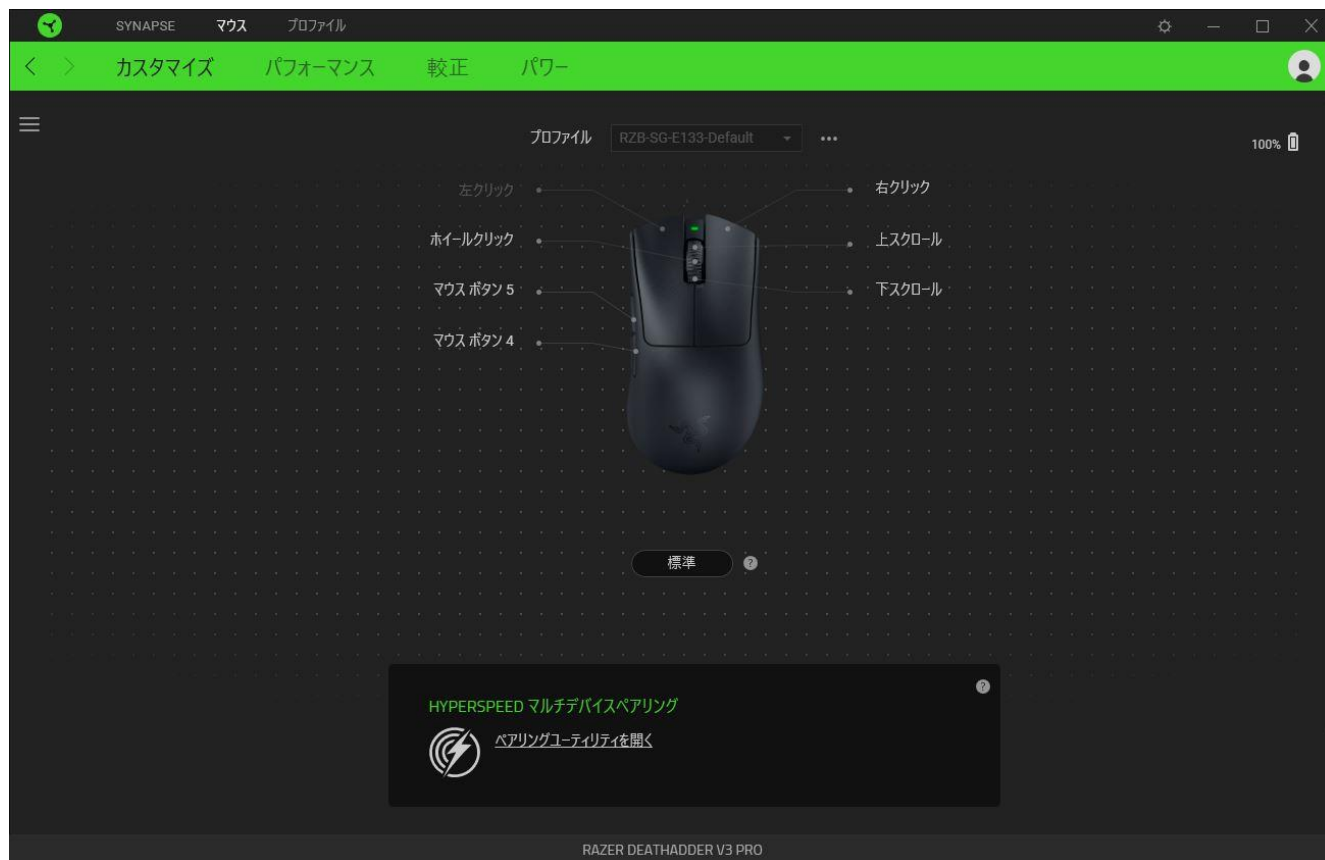 SYNAPSE マウス プロファイル
カスタマイズ パフォーマンス 較正 パワー
プロファイル RZB-SG-E133-Default
100%
左クリック 右クリック
ホイールクリック 上スクロール
マウス ボタン 5 下スクロール
マウス ボタン 4
標準 ?
?
HYPERSPEED マルチデバイスペアリング
ペアリングユーティリティを開く
RAZER DEATHADDER V3 PRO